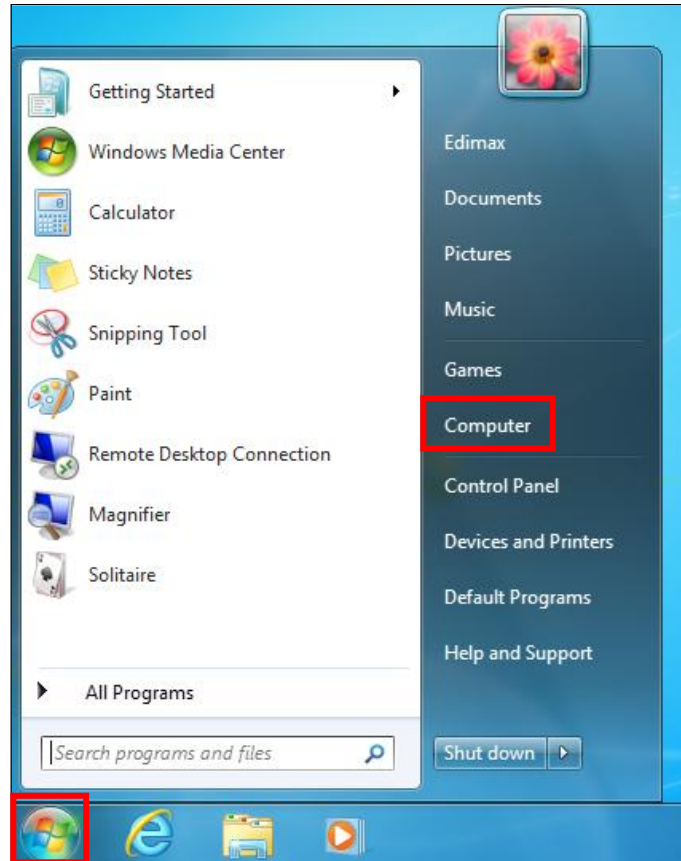 Getting Started
Windows Media Center
Calculator
Sticky Notes
Snipping Tool
Paint
Remote Desktop Connection
Magnifier
Solitaire
All Programs
Search programs and files
Edimax
Documents
Pictures
Music
Games
Computer
Control Panel
Devices and Printers
Default Programs
Help and Support
Shut down